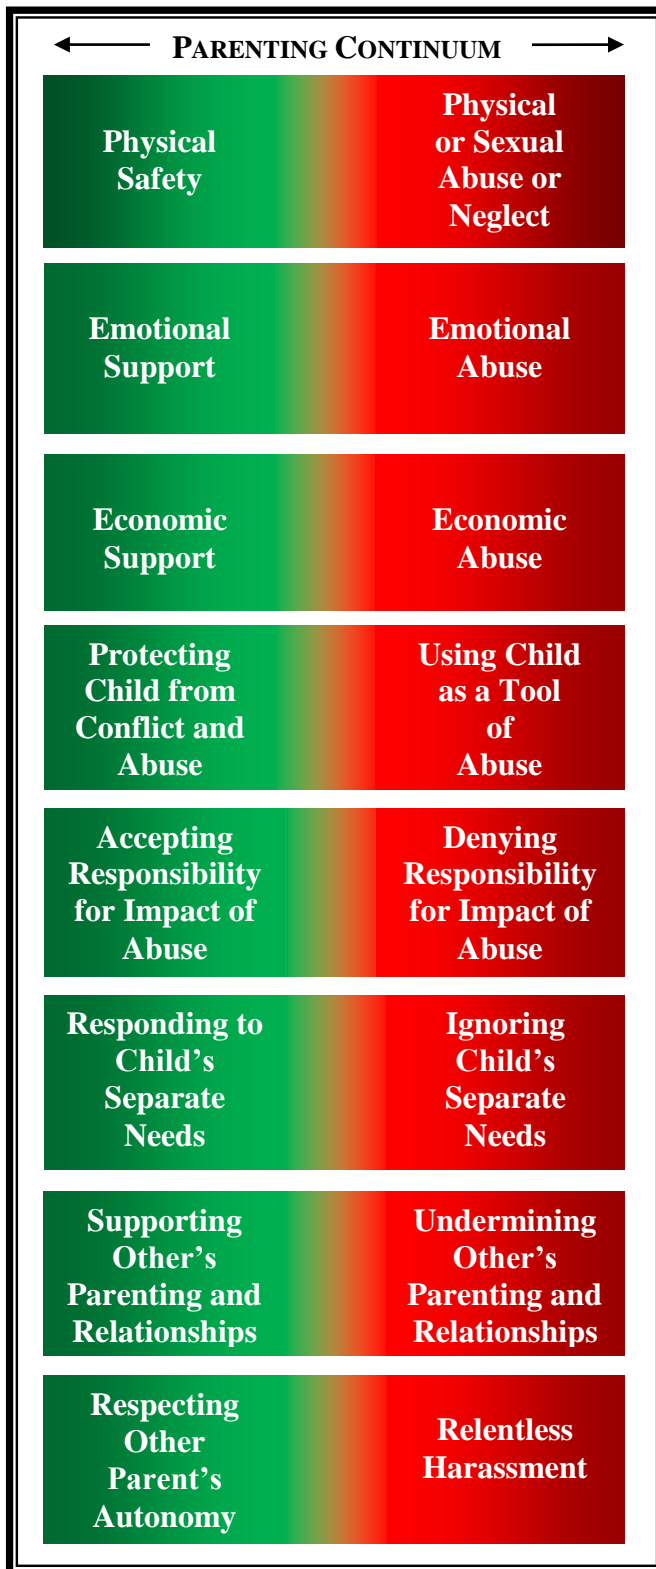 PARENTING CONTINUUM
Physical
Safety
Physical
or Sexual
Abuse or
Neglect
Emotional
Support
Emotional
Abuse
Economic
Support
Economic
Abuse
Protecting
Child from
Conflict and
Abuse
Using Child
as a Tool
of
Abuse
Accepting
Responsibility
for Impact of
Abuse
Denying
Responsibility
for Impact of
Abuse
Responding to
Child’s
Separate
Needs
Ignoring
Child’s
Separate
Needs
Supporting
Other’s
Parenting and
Relationships
Undermining
Other’s
Parenting and
Relationships
Respecting
Other
Parent’s
Autonomy
Relentless
Harassment